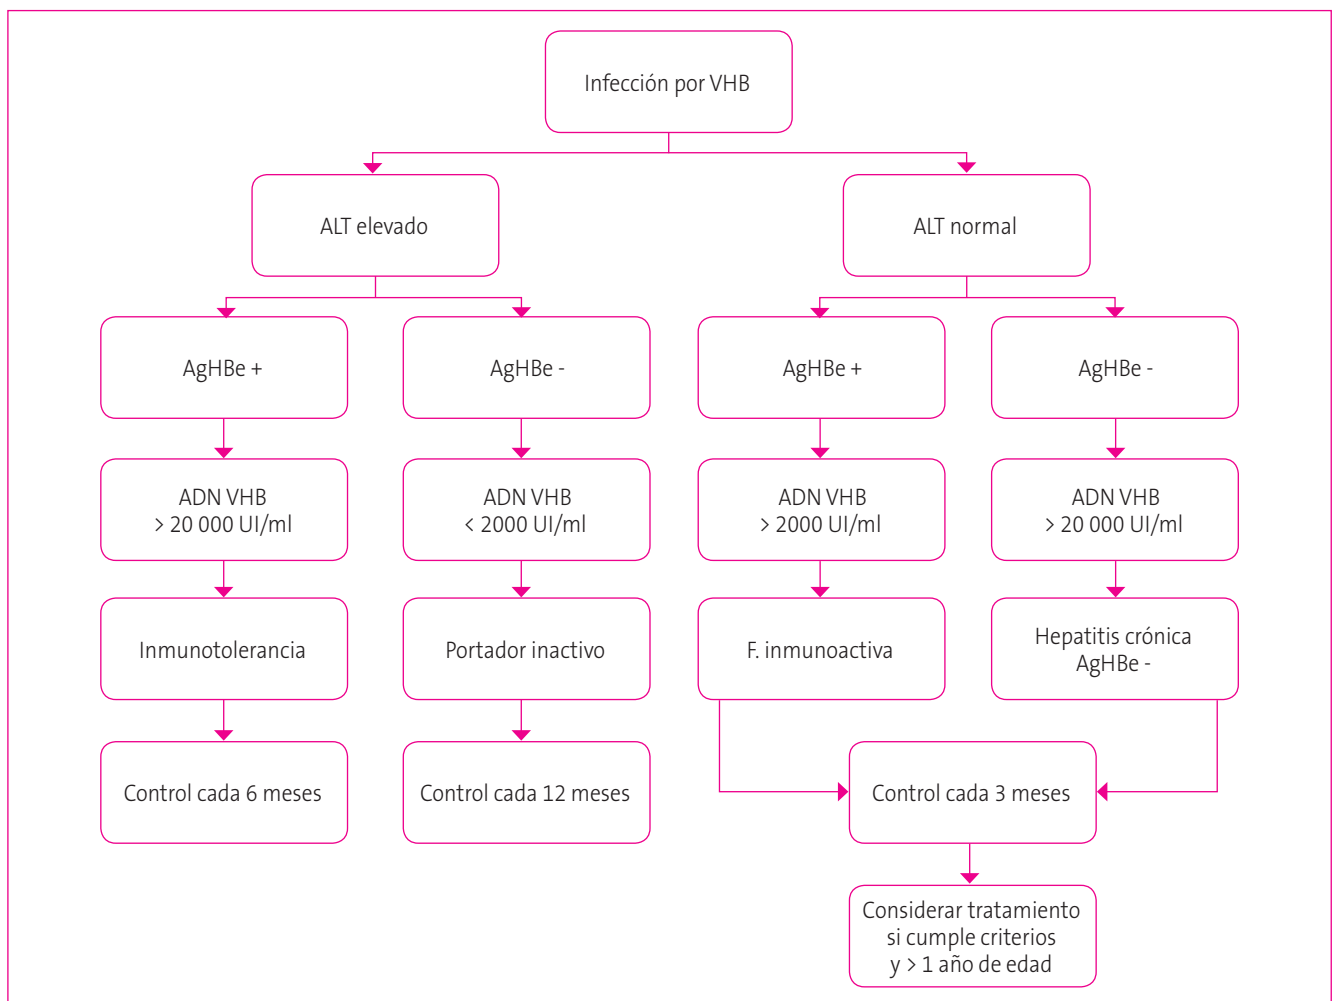 Infección por VHB
ALT elevado
ALT normal
AgHBe +
AgHBe -
AgHBe +
AgHBe -
ADN VHB
> 20 000 UI/ml
ADN VHB
< 2000 UI/ml
ADN VHB
> 2000 UI/ml
ADN VHB
> 20 000 UI/ml
Inmunotolerancia
Portador inactivo
F. inmunoactiva
Hepatitis crónica
AgHBe -
Control cada 6 meses
Control cada 12 meses
Control cada 3 meses
Considerar tratamiento
si cumple criterios
y > 1 año de edad